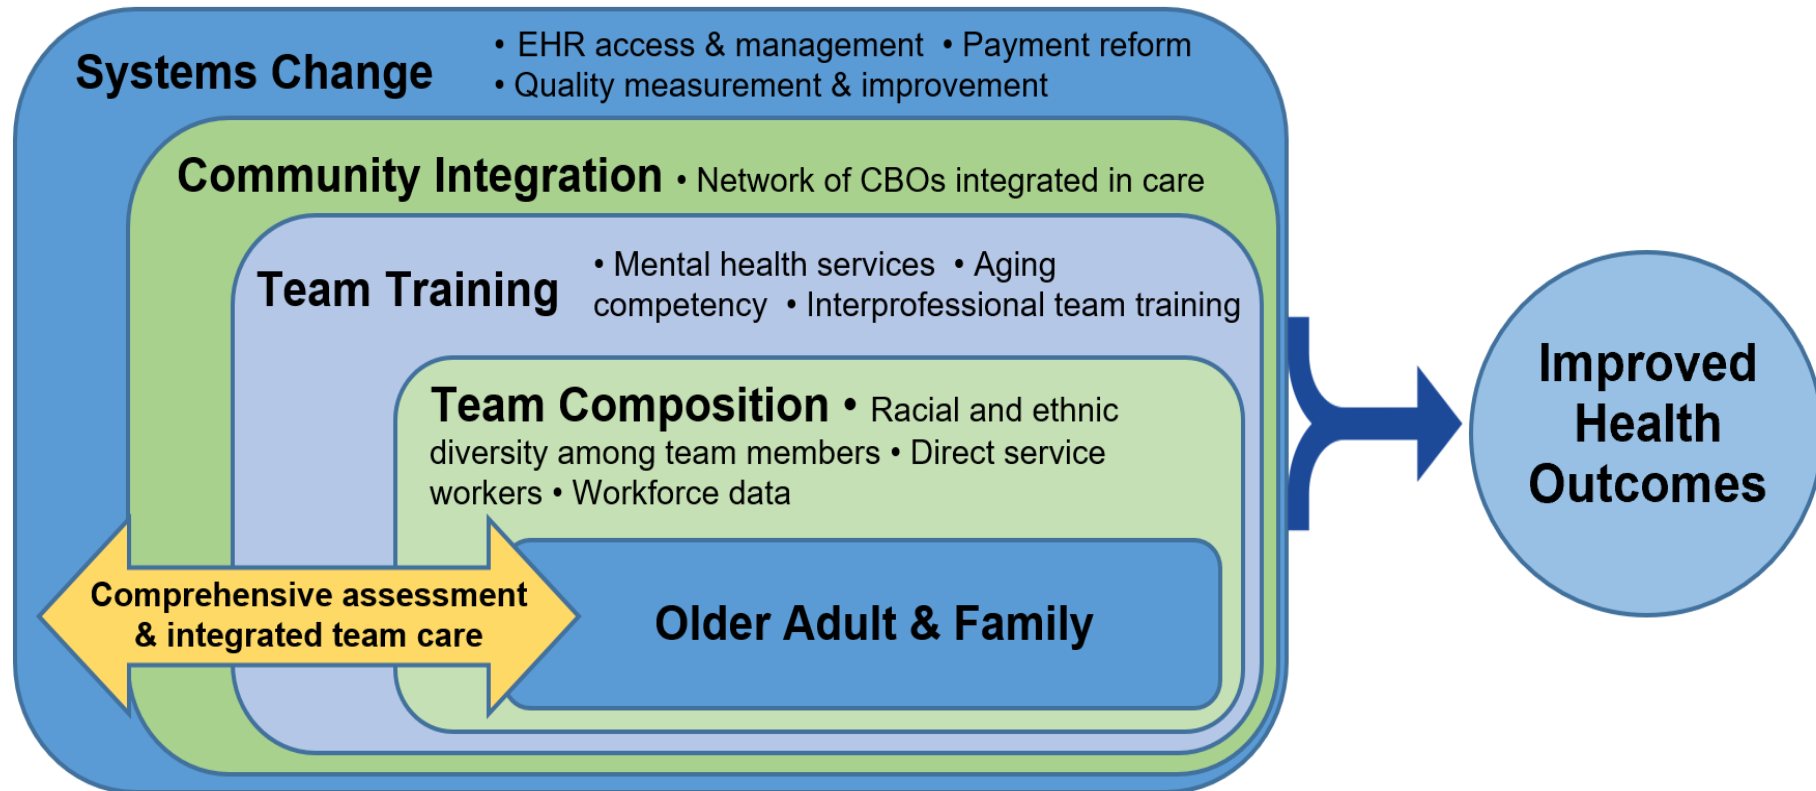 Systems Change
• EHR access & management • Payment reform
• Quality measurement & improvement
Community Integration • Network of CBOs integrated in care
Team Training
• Mental health services • Aging
competency • Interprofessional team training
Team Composition • Racial and ethnic
diversity among team members • Direct service
workers • Workforce data
Comprehensive assessment
& integrated team care
Older Adult & Family
Improved
Health
Outcomes